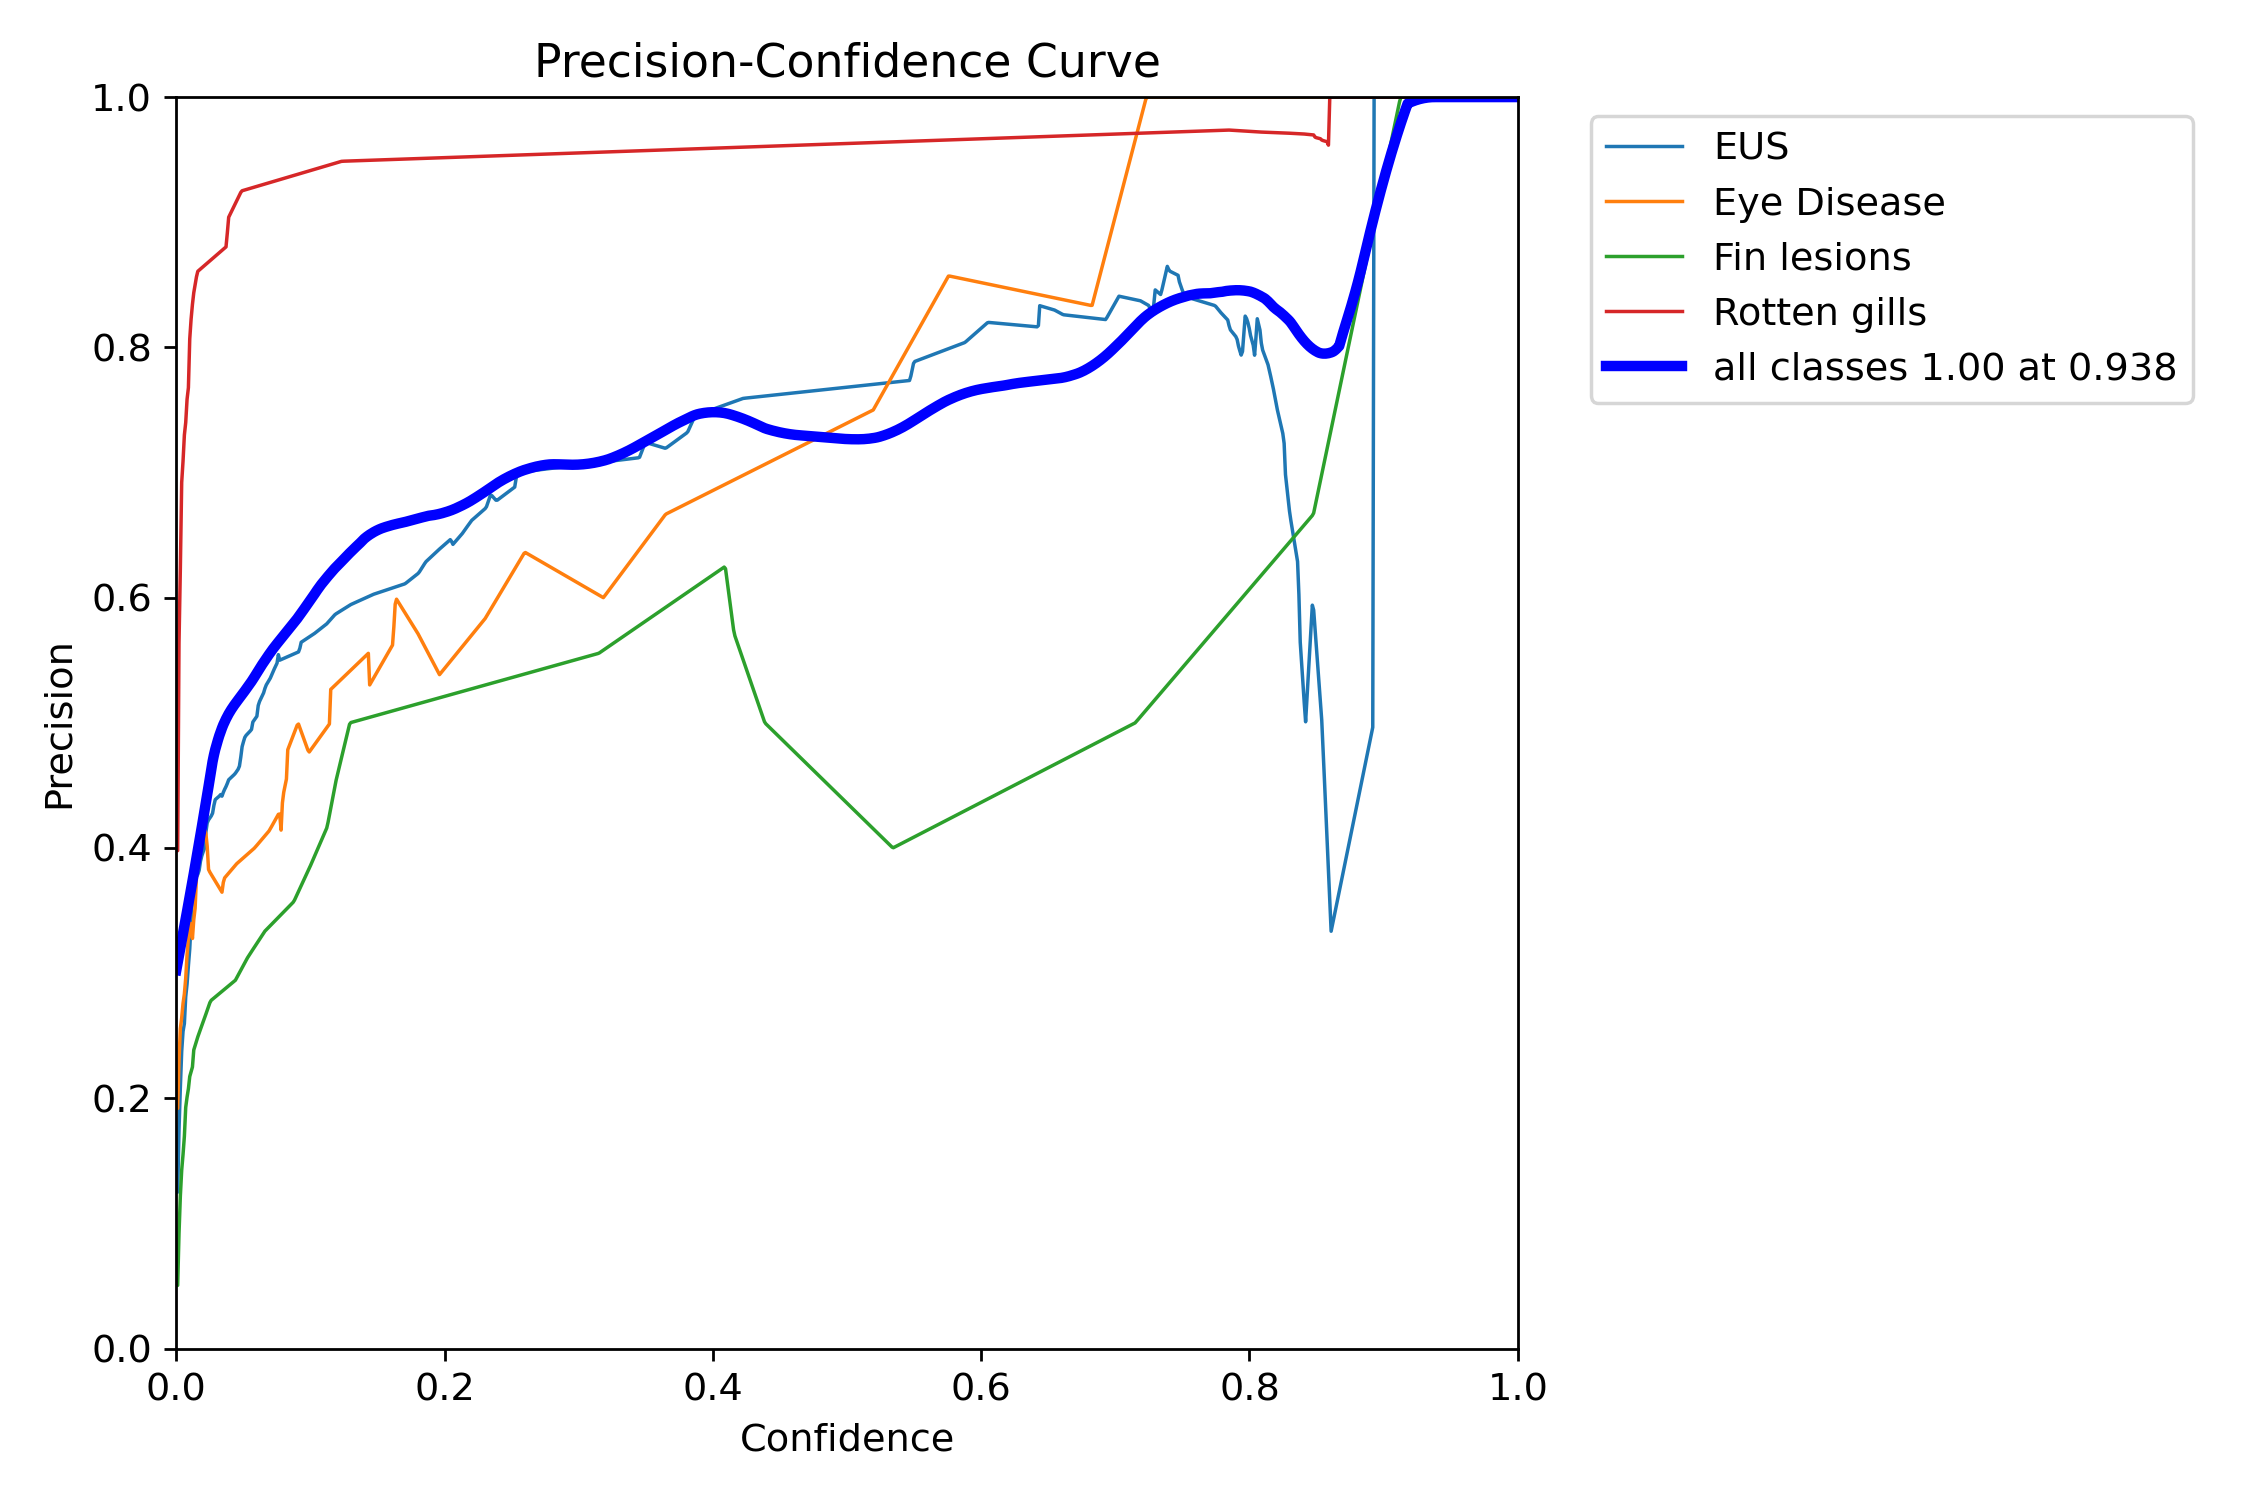 Precision-Confidence Curve
1.0
0.8
0.6
0.4
0.2
0.0
Precision
0.0 0.2 0.4 0.6 0.8 1.0
Confidence
EUS
Eye Disease
Fin lesions
Rotten gills
all classes 1.00 at 0.938